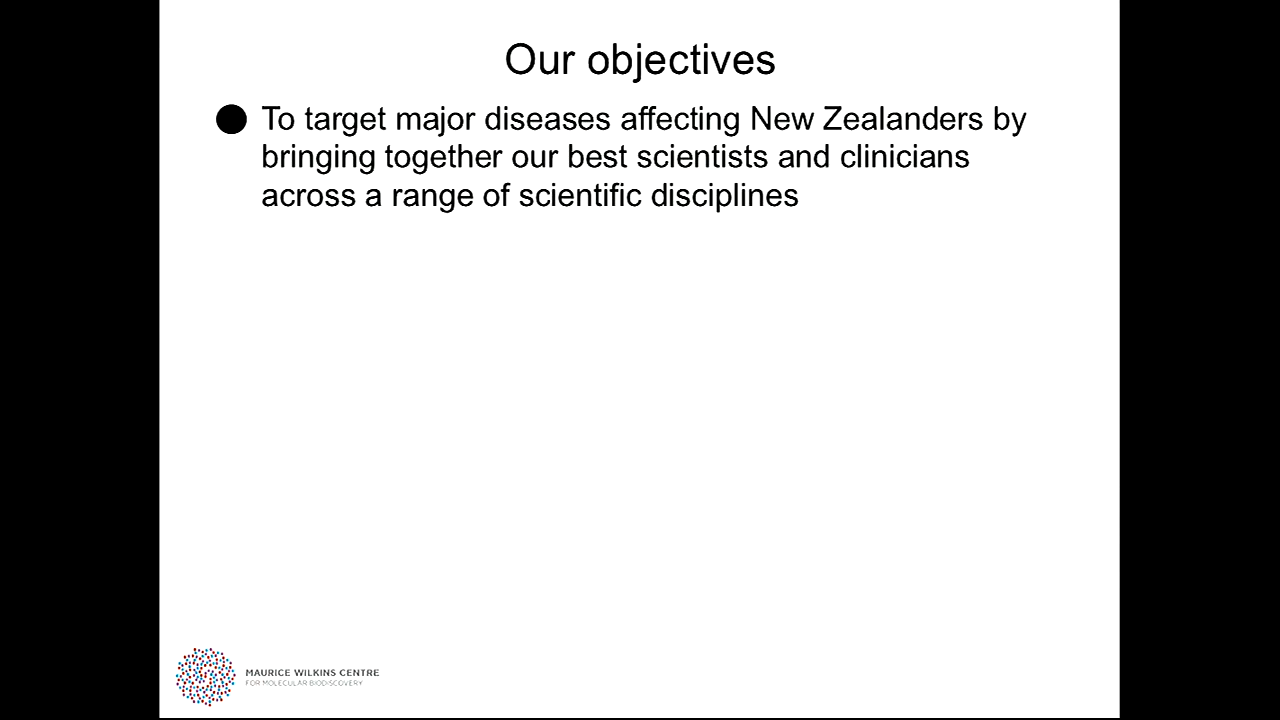 Our objectives
To target major diseases affecting New Zealanders by
bringing together our best scientists and clinicians
across a range of scientific disciplines
MAURICE WILKINS CENTRE
FOR MOLECULAR BIODISCOVERY